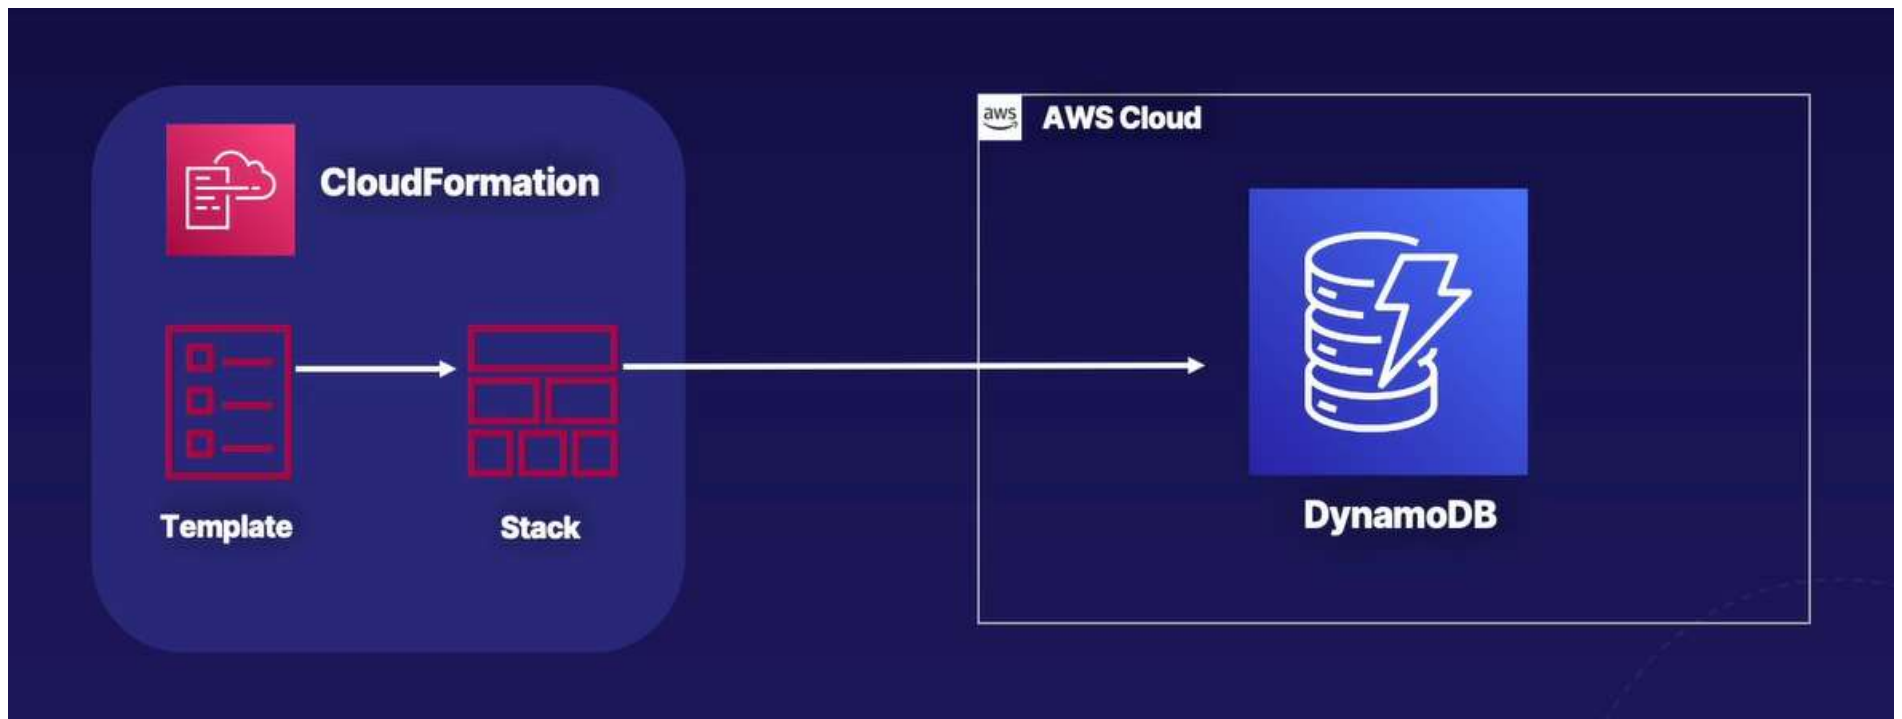 CloudFormation
Template
Stack
aws
AWS Cloud
DynamoDB